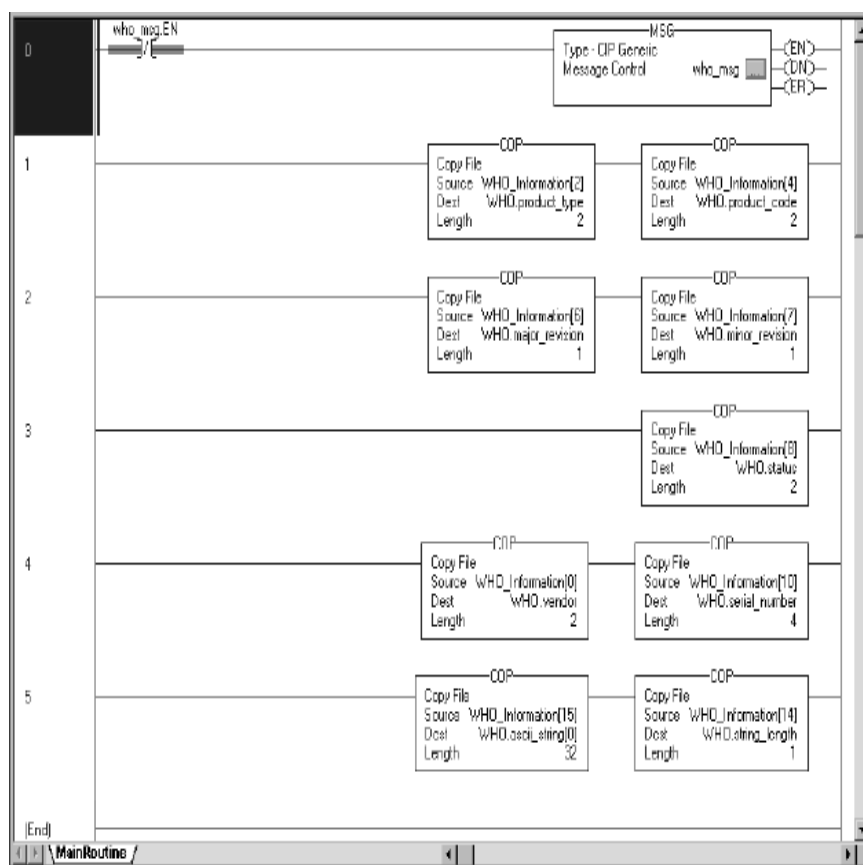 who_msg.EN
0
MSG
Type - CIP Generic
Message Control who_msg ...
(EN)
(DN)
(ER)
1
COP
Copy File
Source WHO_Information[2]
Dest WHO.product_type
Length 2
COP
Copy File
Source WHO_Information[4]
Dest WHO.product_code
Length 2
2
COP
Copy File
Source WHO_Information[6]
Dest WHO.major_revision
Length 1
COP
Copy File
Source WHO_Information[7]
Dest WHO.minor_revision
Length 1
3
COP
Copy File
Source WHO_Information[8]
Dest WHO.status
Length 2
4
COP
Copy File
Source WHO_Information[0]
Dest WHO.vendor
Length 2
COP
Copy File
Source WHO_Information[10]
Dest WHO.serial_number
Length 4
5
COP
Copy File
Source WHO_Information[15]
Dest WHO.ascii_string[0]
Length 32
COP
Copy File
Source WHO_Information[14]
Dest WHO.string_length
Length 1
(End)
MainRoutine